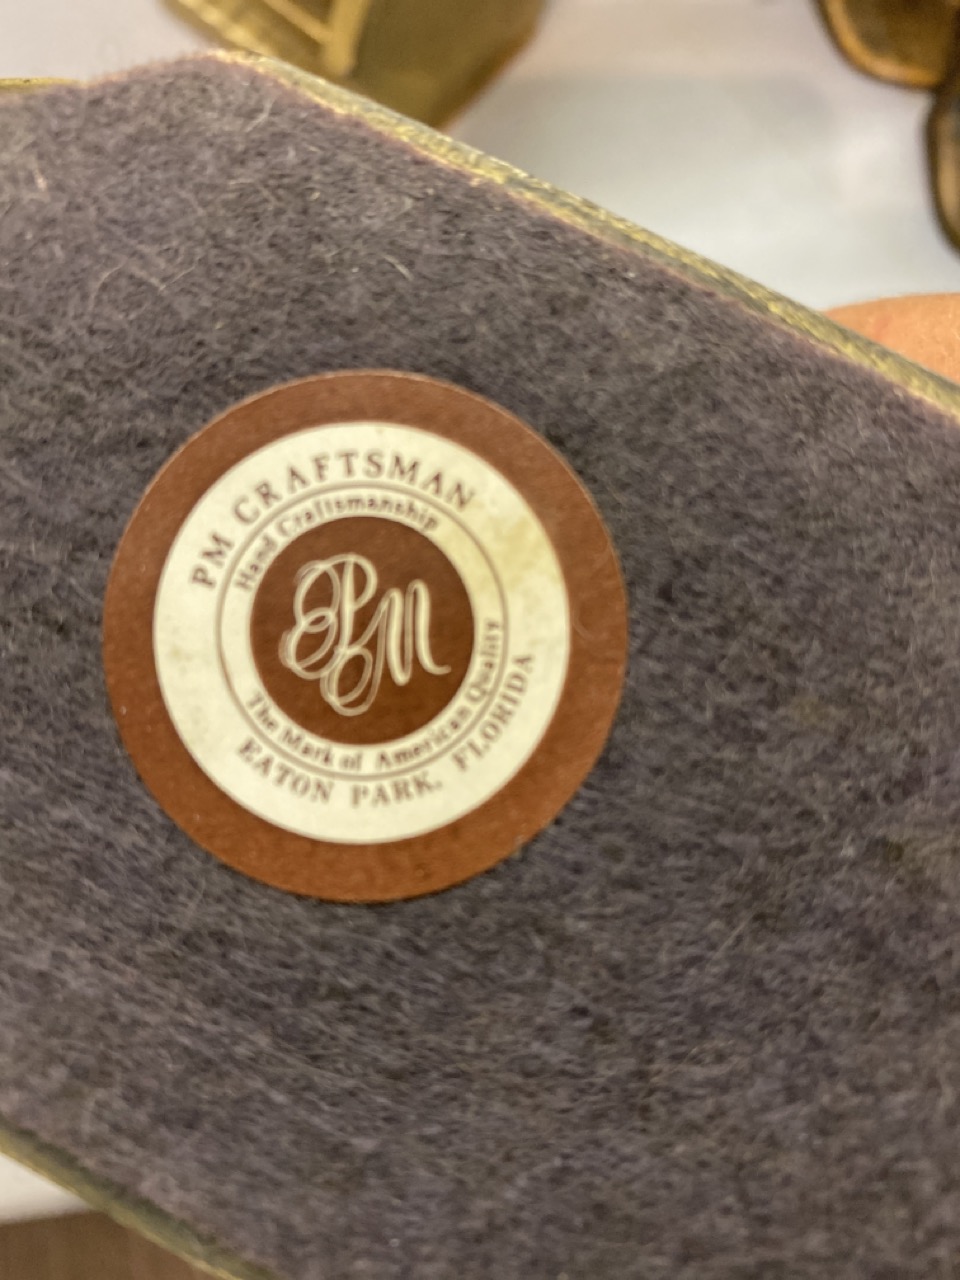 PM CRAFTSMAN
Hand Craftsmanship
PM
The Mark of American Quality
EATON PARK, FLORIDA